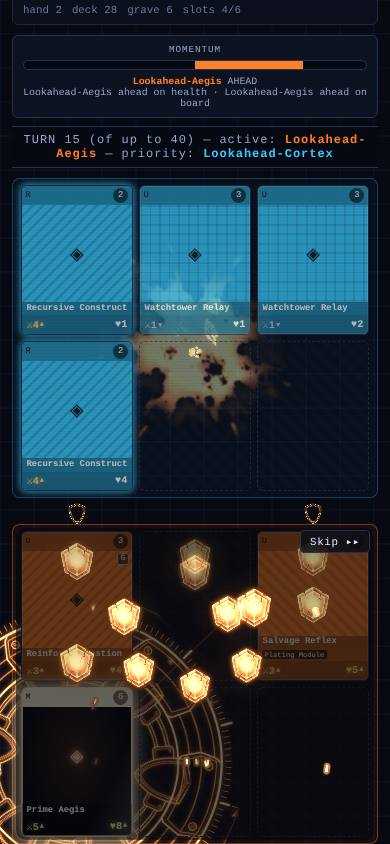 hand 2 deck 28 grave 6 slots 4/6
MOMENTUM
Lookahead-Aegis AHEAD
Lookahead-Aegis ahead on health · Lookahead-Aegis ahead on
board
TURN 15 (of up to 40) — active: Lookahead-
Aegis — priority: Lookahead-Cortex
R 2
U 3
U 3
Recursive Construct
Watchtower Relay
Watchtower Relay
⚔4▲ ♥1
⚔1▼ ♥1
⚔1▼ ♥2
R 2
Recursive Construct
⚔4▲ ♥4
U 3
6
Skip ▸▸
Salvage Reflex
Plating Module
⚔3▲
⚔3▲ ♥5▲
M 6
Prime Aegis
⚔5▲ ♥8▲